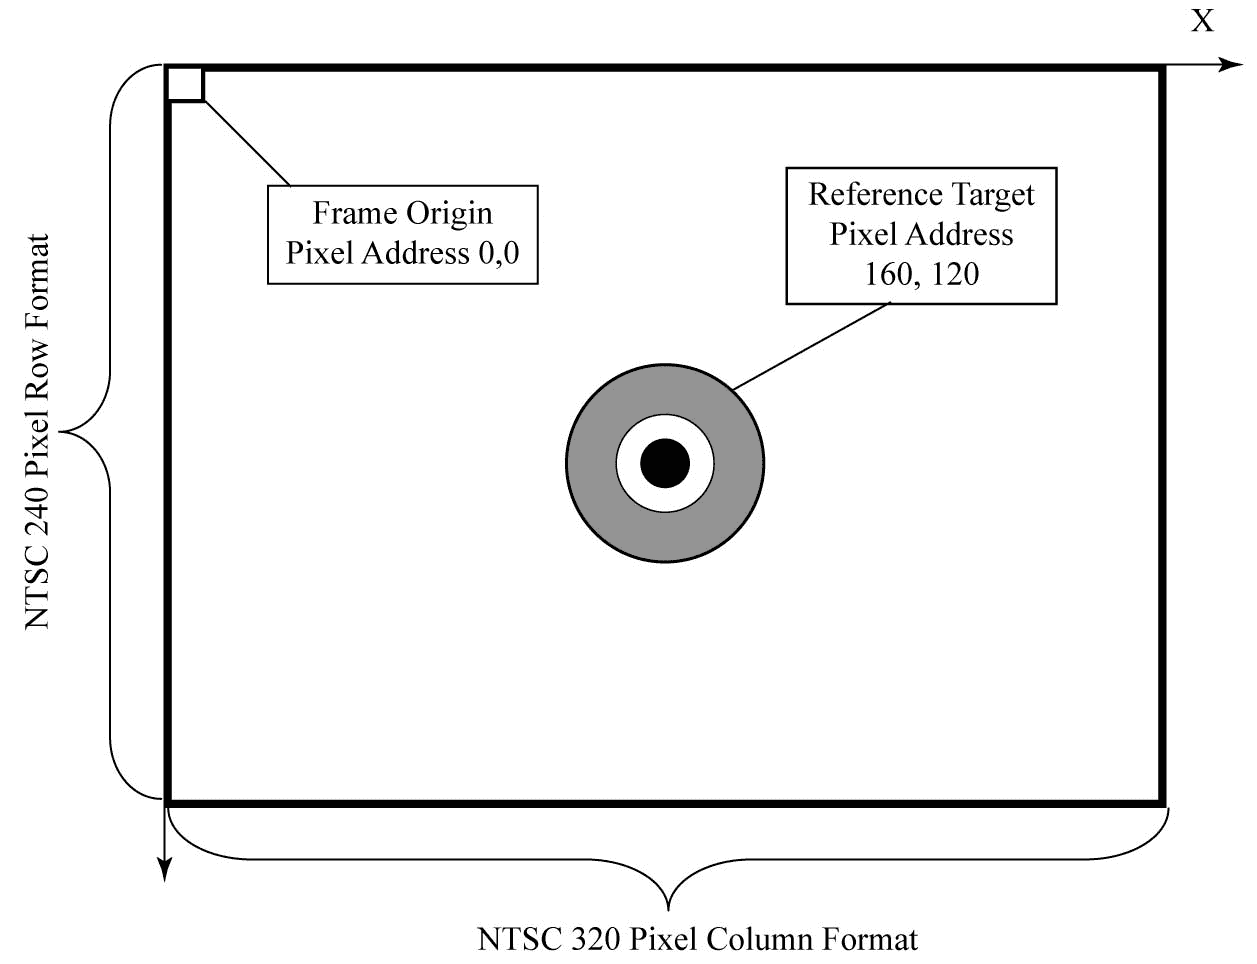 X
Frame Origin
Pixel Address 0,0
Reference Target
Pixel Address
160, 120
NTSC 240 Pixel Row Format
NTSC 320 Pixel Column Format